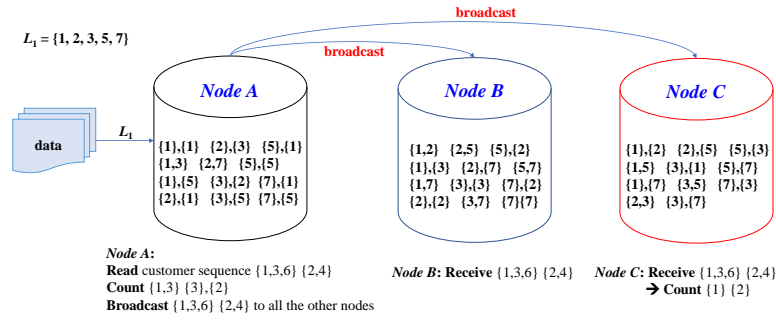 broadcast
L1 = {1, 2, 3, 5, 7}
broadcast
Node A
Node B
Node C
data
L1
{1},{1} {2},{3} {5},{1}
{1,3} {2,7} {5},{5}
{1},{5} {3},{2} {7},{1}
{2},{1} {3},{5} {7},{5}
{1,2} {2,5} {5},{2}
{1},{3} {2},{7} {5,7}
{1,7} {3},{3} {7},{2}
{2},{2} {3,7} {7}{7}
{1},{2} {2},{5} {5},{3}
{1,5} {3},{1} {5},{7}
{1},{7} {3,5} {7},{3}
{2,3} {3},{7}
Node A:
Read customer sequence {1,3,6} {2,4}
Count {1,3} {3},{2}
Broadcast {1,3,6} {2,4} to all the other nodes
Node B: Receive {1,3,6} {2,4}
Node C: Receive {1,3,6} {2,4}
➔ Count {1} {2}